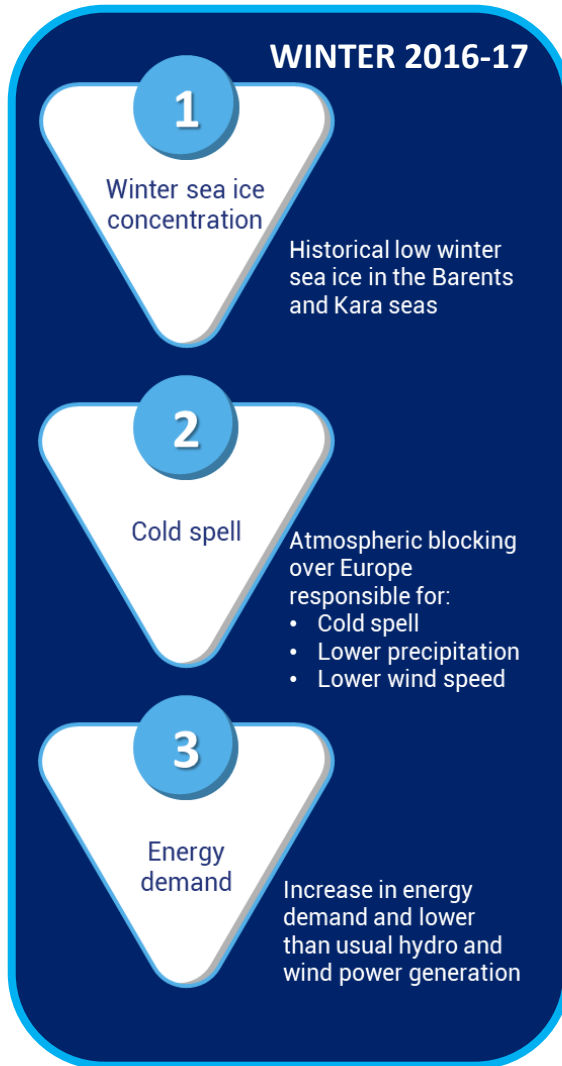 WINTER 2016-17
1
Winter sea ice
concentration
Historical low winter
sea ice in the Barents
and Kara seas
2
Cold spell
Atmospheric blocking
over Europe
responsible for:
• Cold spell
• Lower precipitation
• Lower wind speed
3
Energy
demand
Increase in energy
demand and lower
than usual hydro and
wind power generation